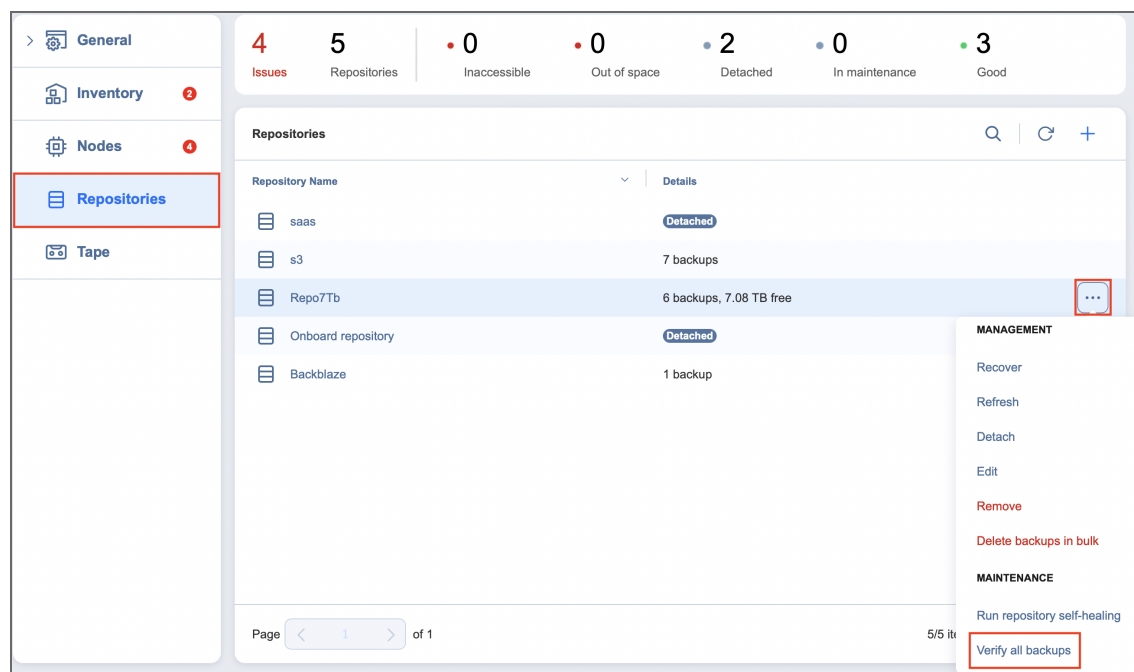 General
Inventory 2
Nodes 4
Repositories
Tape
4 5 0 0 2 0 3
Issues Repositories Inaccessible Out of space Detached In maintenance Good
Repositories
Repository Name Details
saas Detached
s3 7 backups
Repo7Tb 6 backups, 7.08 TB free
Onboard repository Detached
Backblaze 1 backup
MANAGEMENT
Recover
Refresh
Detach
Edit
Remove
Delete backups in bulk
MAINTENANCE
Run repository self-healing
Verify all backups
Page 1 of 1
5/5